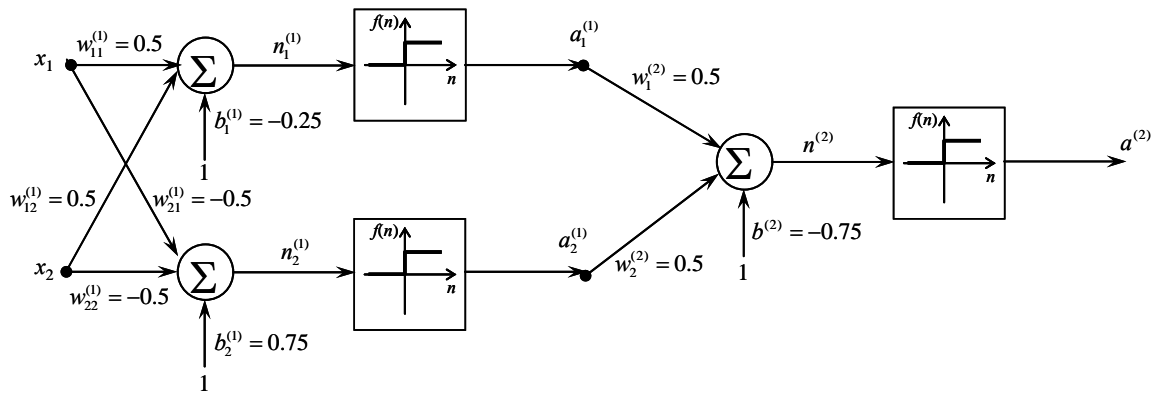 x₁
w₁₁⁽¹⁾ = 0.5
n₁⁽¹⁾
f(n)
n
a₁⁽¹⁾
w₁⁽²⁾ = 0.5
Σ
b₁⁽¹⁾ = −0.25
1
w₁₂⁽¹⁾ = 0.5
w₂₁⁽¹⁾ = −0.5
Σ
n⁽²⁾
f(n)
n
a⁽²⁾
b⁽²⁾ = −0.75
1
x₂
w₂₂⁽¹⁾ = −0.5
Σ
n₂⁽¹⁾
f(n)
n
a₂⁽¹⁾
w₂⁽²⁾ = 0.5
b₂⁽¹⁾ = 0.75
1